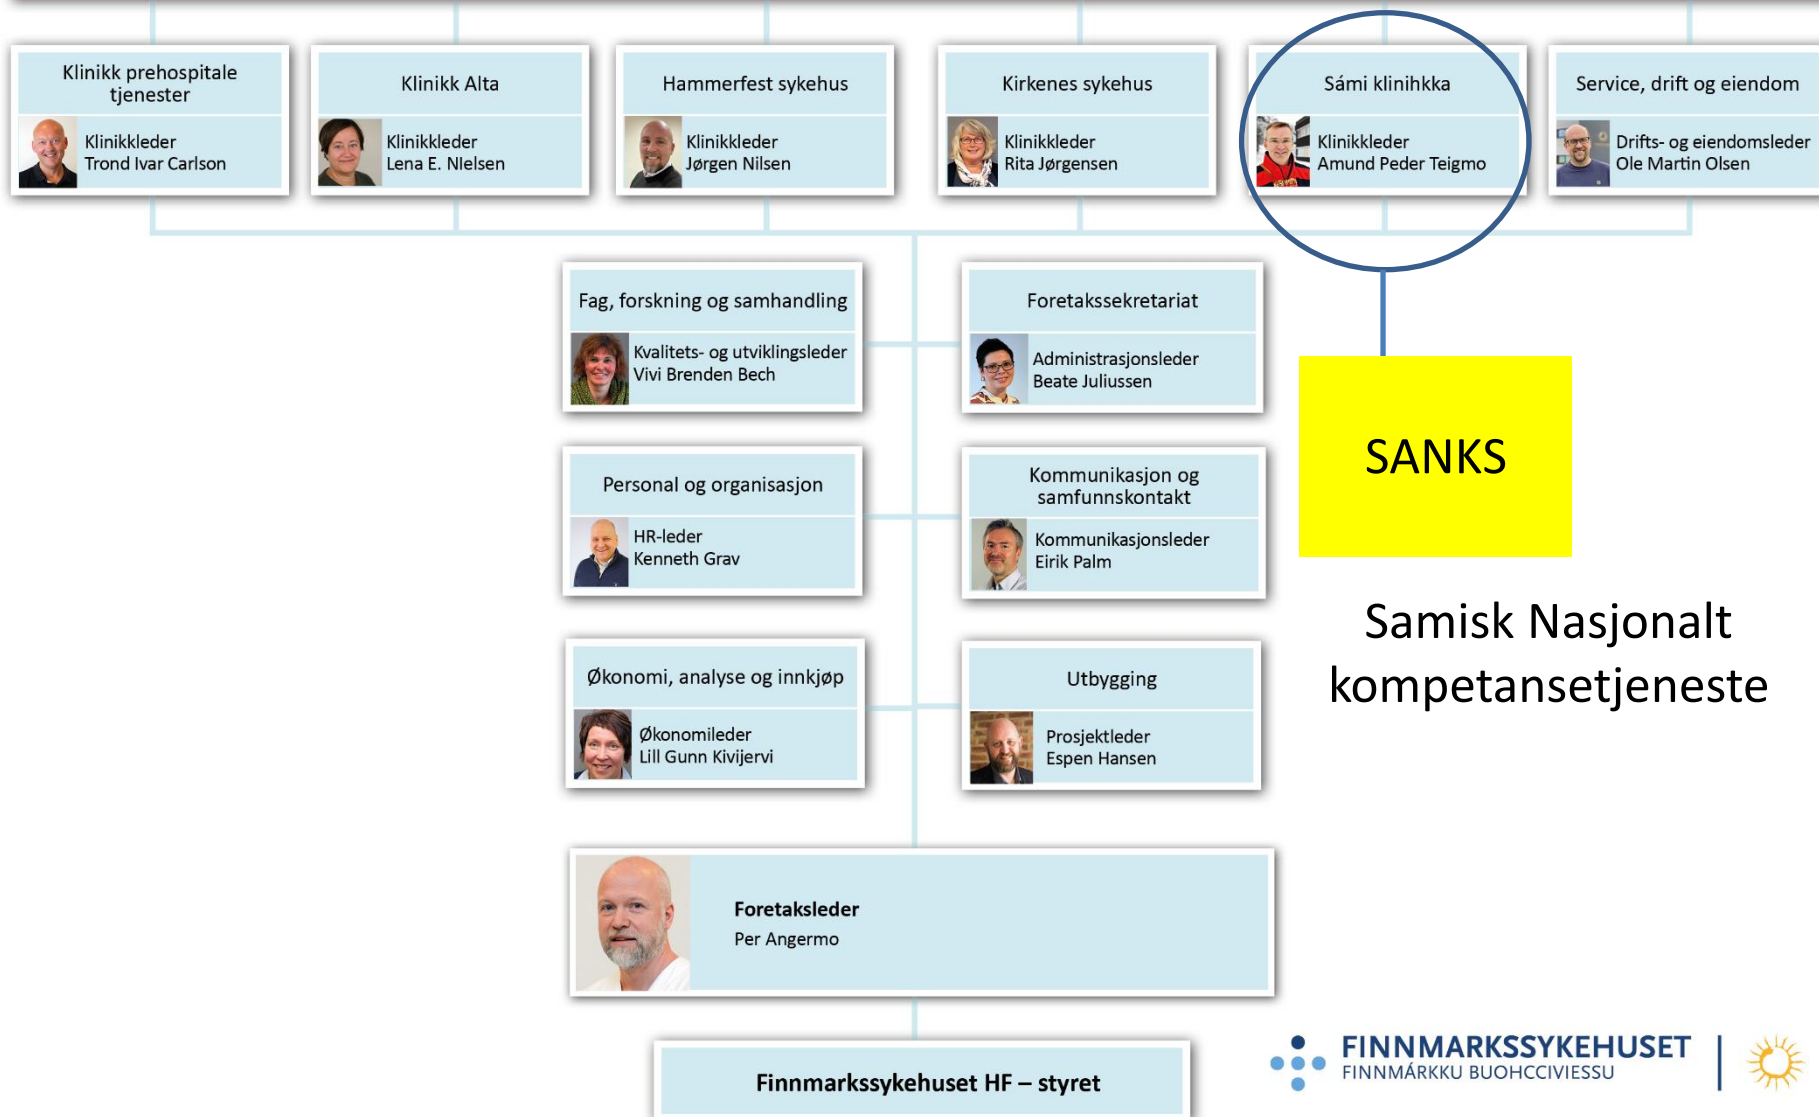 Klinikk prehospitale
tjenester
Klinikkleder
Trond Ivar Carlson
Klinikk Alta
Klinikkleder
Lena E. NIelsen
Hammerfest sykehus
Klinikkleder
Jørgen Nilsen
Kirkenes sykehus
Klinikkleder
Rita Jørgensen
Sámi klinihkka
Klinikkleder
Amund Peder Teigmo
Service, drift og eiendom
Drifts- og eiendomsleder
Ole Martin Olsen
Fag, forskning og samhandling
Kvalitets- og utviklingsleder
Vivi Brenden Bech
Foretakssekretariat
Administrasjonsleder
Beate Juliussen
SANKS
Personal og organisasjon
HR-leder
Kenneth Grav
Kommunikasjon og
samfunnskontakt
Kommunikasjonsleder
Eirik Palm
Samisk Nasjonalt
kompetansetjeneste
Økonomi, analyse og innkjøp
Økonomileder
Lill Gunn Kivijervi
Utbygging
Prosjektleder
Espen Hansen
Foretaksleder
Per Angermo
Finnmarkssykehuset HF – styret
FINNMARKSSYKEHUSET
FINNMÁRKKU BUOHCCIVIESSU